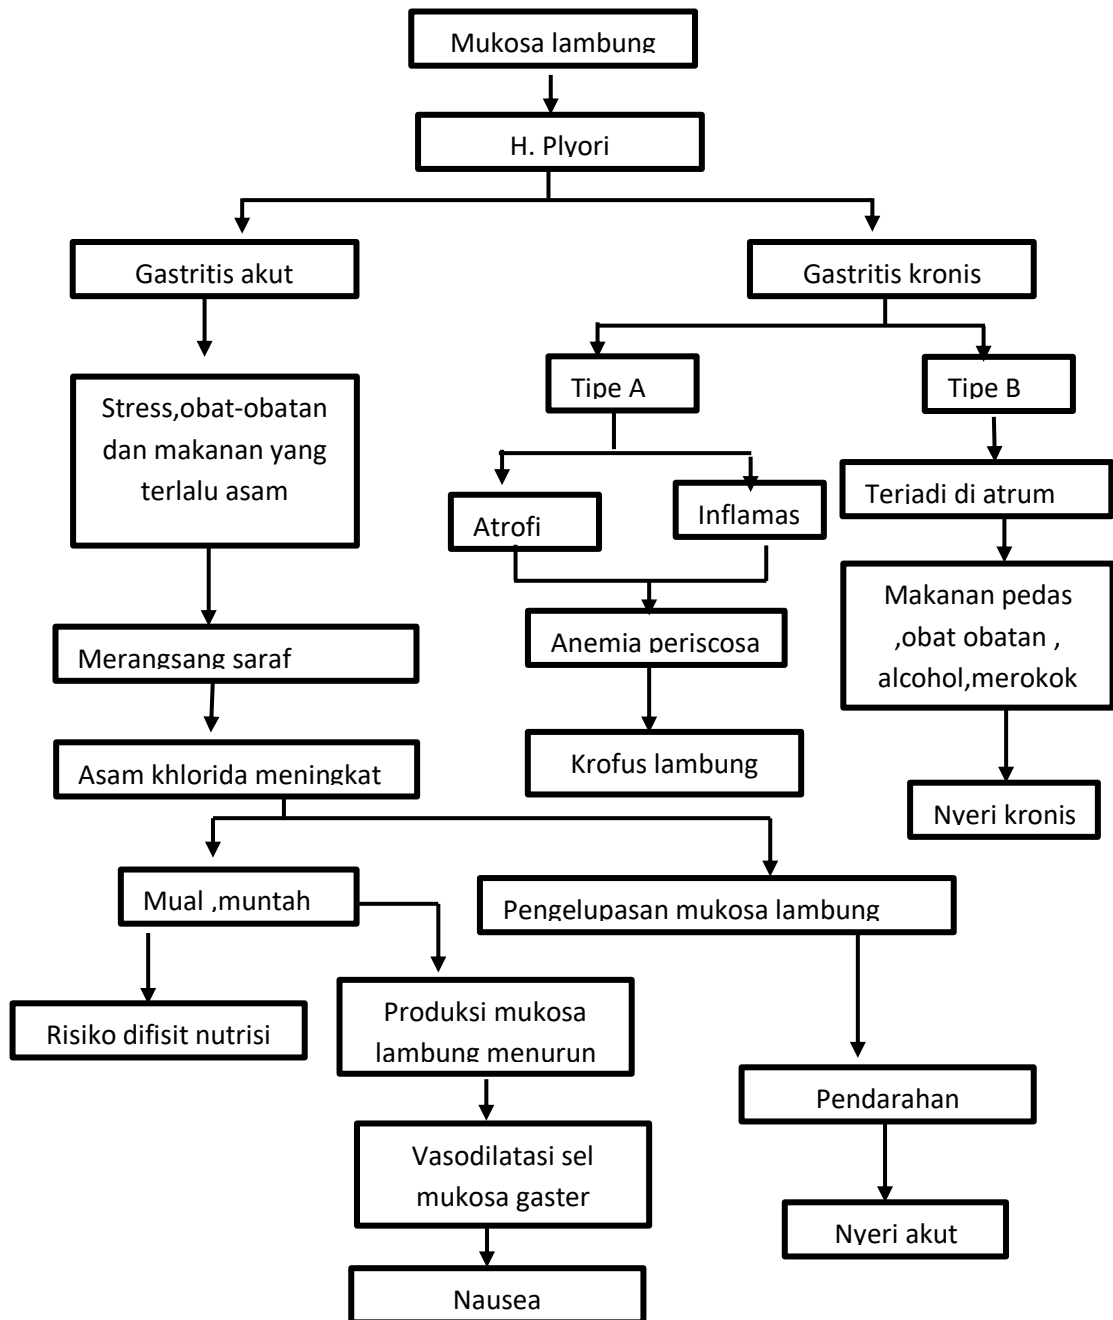 Mukosa lambung
H. Plyori
Gastritis akut
Gastritis kronis
Stress,obat-obatan
dan makanan yang
terlalu asam
Tipe A
Tipe B
Atrofi
Inflamas
Terjadi di atrum
Merangsang saraf
Anemia periscosa
Makanan pedas
,obat obatan ,
alcohol,merokok
Asam khlorida meningkat
Krofus lambung
Nyeri kronis
Mual ,muntah
Pengelupasan mukosa lambung
Risiko difisit nutrisi
Produksi mukosa
lambung menurun
Pendarahan
Vasodilatasi sel
mukosa gaster
Nyeri akut
Nausea